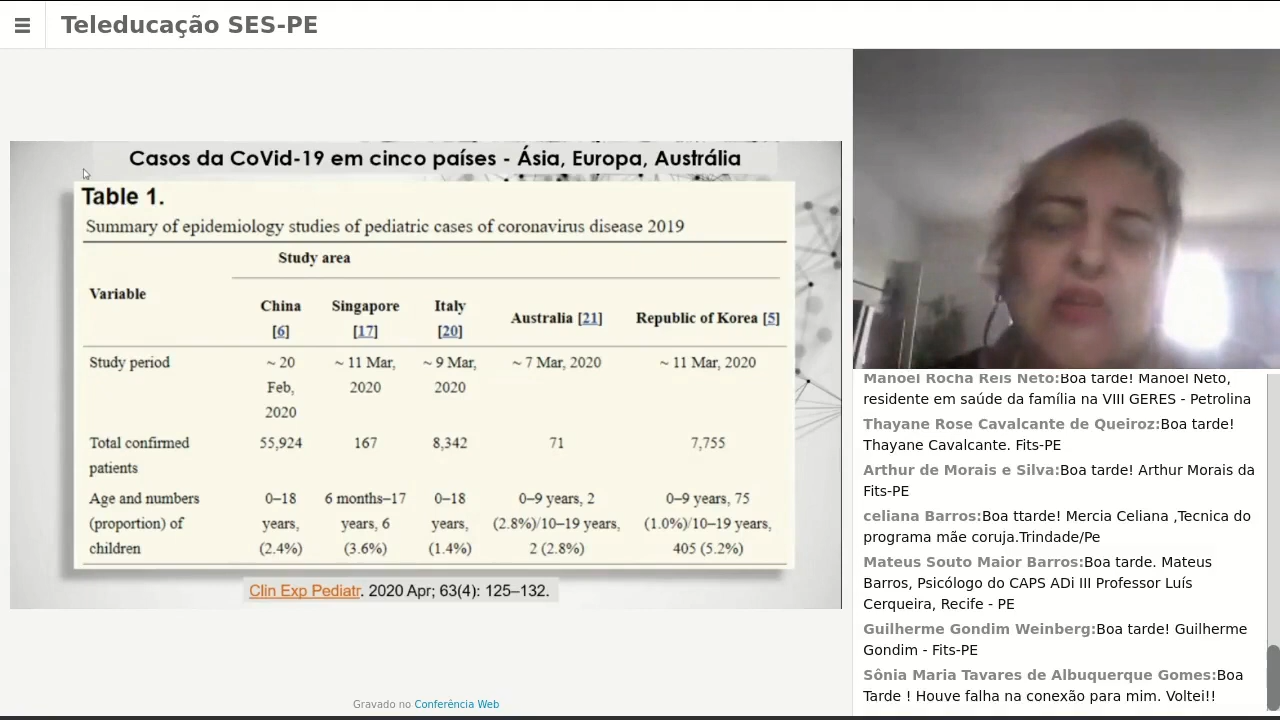 Teleducação SES-PE
Casos da CoVid-19 em cinco países - Ásia, Europa, Austrália
Table 1.
Summary of epidemiology studies of pediatric cases of coronavirus disease 2019
Study area
Variable
China [6]
Singapore [17]
Italy [20]
Australia [21]
Republic of Korea [5]
Study period
~ 20 Feb, 2020
~ 11 Mar, 2020
~ 9 Mar, 2020
~ 7 Mar, 2020
~ 11 Mar, 2020
Total confirmed patients
55,924
167
8,342
71
7,755
Age and numbers (proportion) of children
0–18 years, (2.4%)
6 months–17 years, 6 (3.6%)
0–18 years, (1.4%)
0–9 years, 2 (2.8%)/10–19 years, 2 (2.8%)
0–9 years, 75 (1.0%)/10–19 years, 405 (5.2%)
Clin Exp Pediatr. 2020 Apr; 63(4): 125–132.
Gravado no Conferência Web
Manoel Rocha Reis Neto:Boa tarde! Manoel Neto,
residente em saúde da família na VIII GERES - Petrolina
Thayane Rose Cavalcante de Queiroz:Boa tarde!
Thayane Cavalcante. Fits-PE
Arthur de Morais e Silva:Boa tarde! Arthur Morais da
Fits-PE
celiana Barros:Boa ttarde! Mercia Celiana ,Tecnica do
programa mãe coruja.Trindade/Pe
Mateus Souto Maior Barros:Boa tarde. Mateus
Barros, Psicólogo do CAPS ADi III Professor Luís
Cerqueira, Recife - PE
Guilherme Gondim Weinberg:Boa tarde! Guilherme
Gondim - Fits-PE
Sônia Maria Tavares de Albuquerque Gomes:Boa
Tarde ! Houve falha na conexão para mim. Voltei!!